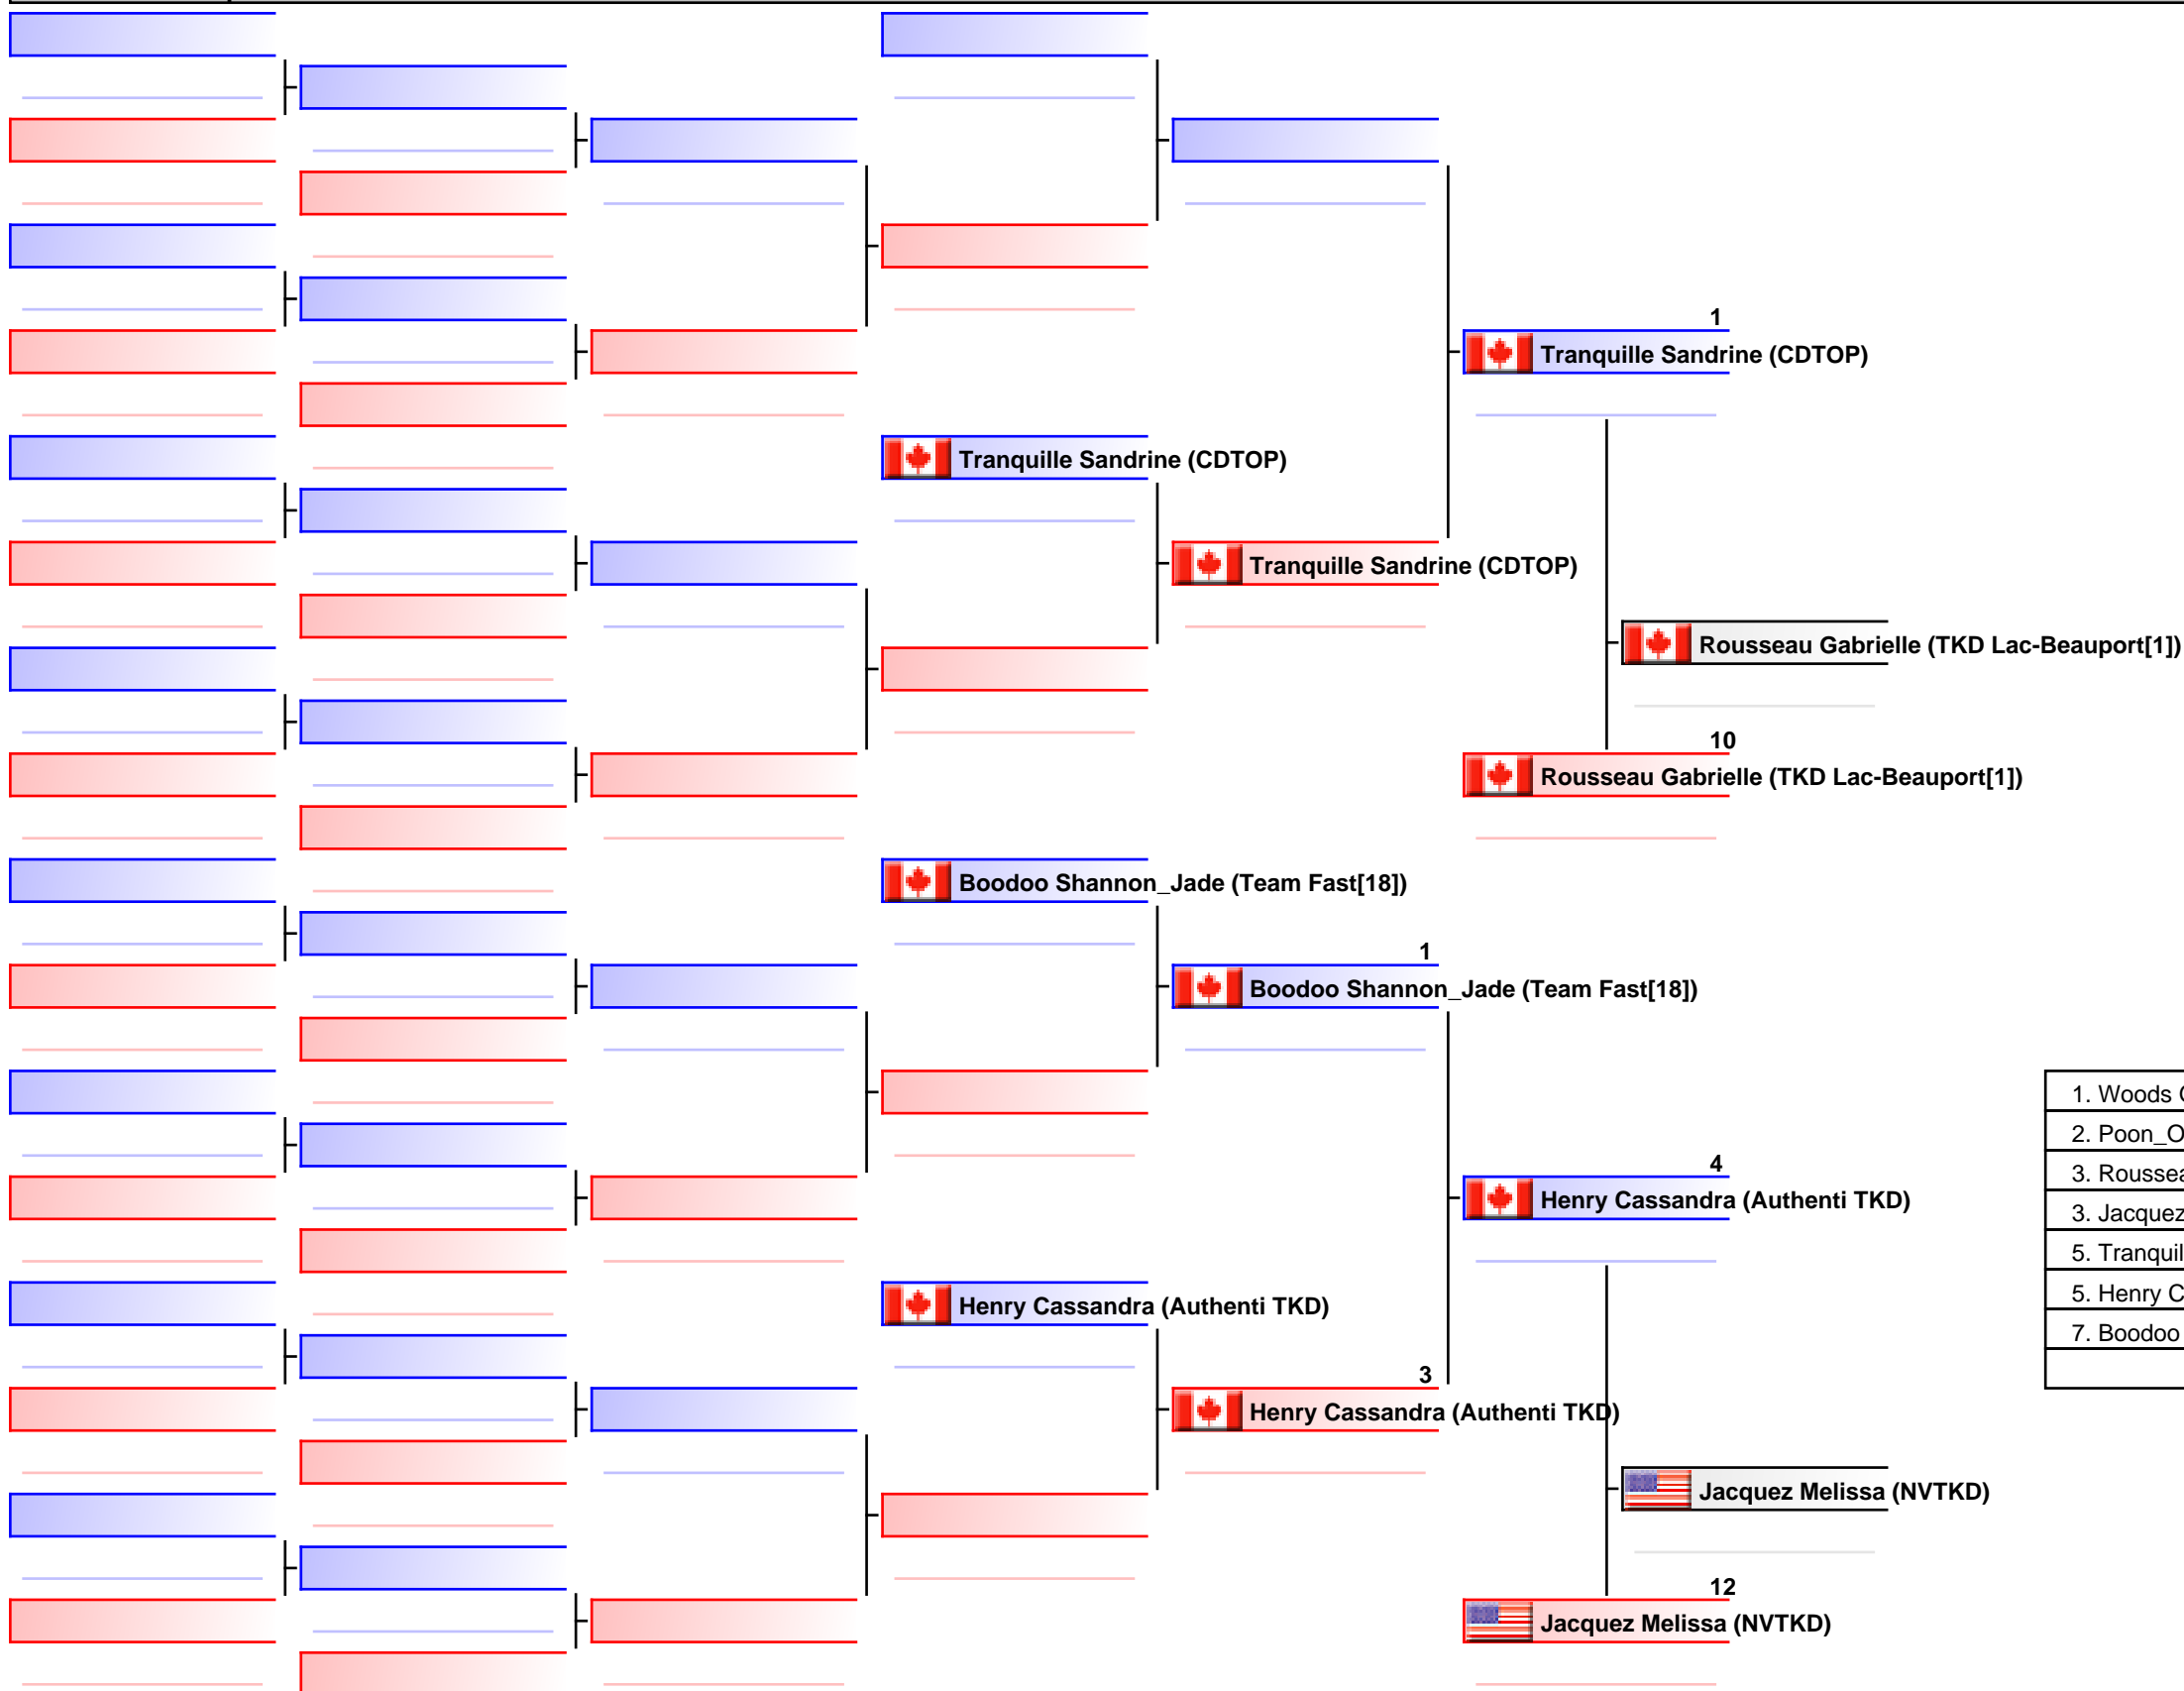 1
Tranquille Sandrine (CDTOP)
Tranquille Sandrine (CDTOP)
Tranquille Sandrine (CDTOP)
Rousseau Gabrielle (TKD Lac-Beauport[1])
10
Rousseau Gabrielle (TKD Lac-Beauport[1])
Boodoo Shannon_Jade (Team Fast[18])
1
Boodoo Shannon_Jade (Team Fast[18])
1. Woods
2. Poon_O
3. Roussea
4
3. Jacquez
Henry Cassandra (Authenti TKD)
5. Tranquil
5. Henry C
Henry Cassandra (Authenti TKD)
7. Boodoo
3
Henry Cassandra (Authenti TKD)
Jacquez Melissa (NVTKD)
12
Jacquez Melissa (NVTKD)